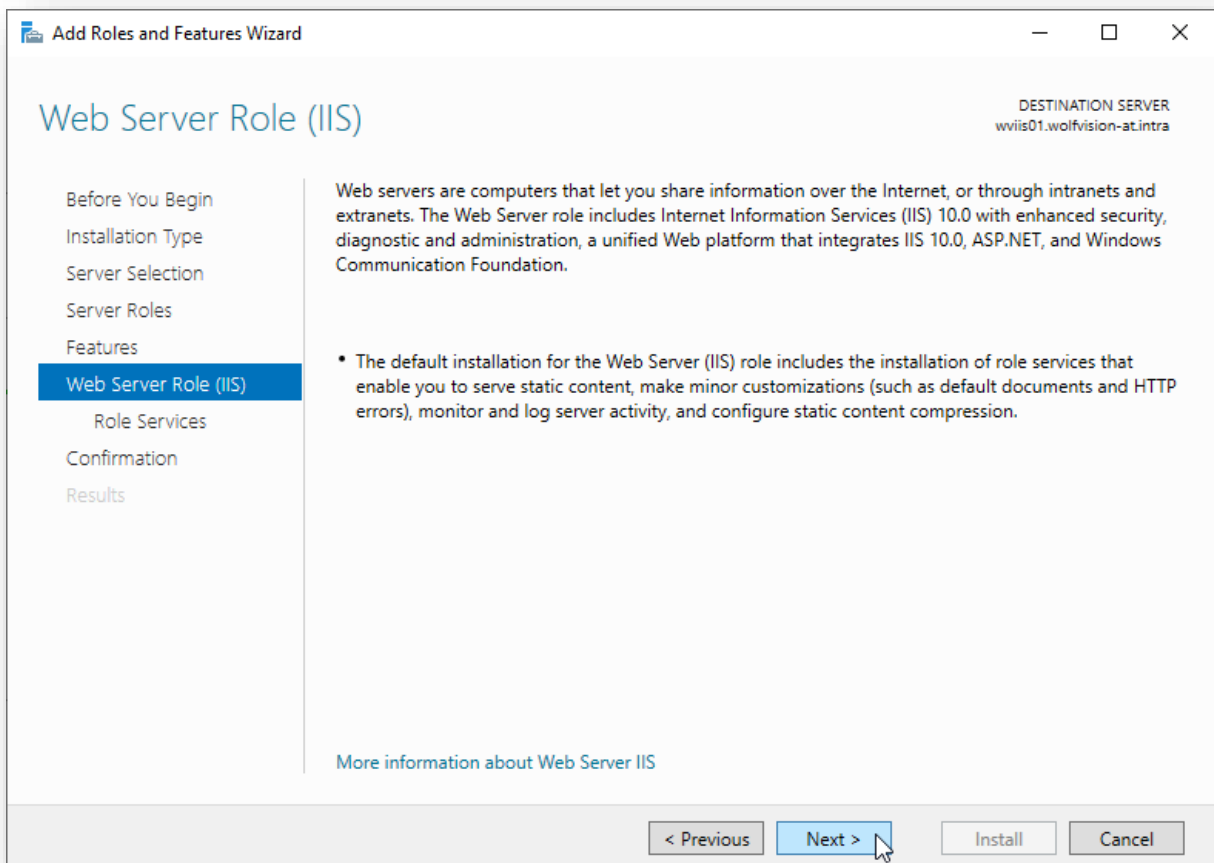 Add Roles and Features Wizard
Web Server Role (IIS)
DESTINATION SERVER
wviis01.wolfvision-at.intra
Before You Begin
Installation Type
Server Selection
Server Roles
Features
Web Server Role (IIS)
Role Services
Confirmation
Results
Web servers are computers that let you share information over the Internet, or through intranets and
extranets. The Web Server role includes Internet Information Services (IIS) 10.0 with enhanced security,
diagnostic and administration, a unified Web platform that integrates IIS 10.0, ASP.NET, and Windows
Communication Foundation.
• The default installation for the Web Server (IIS) role includes the installation of role services that
enable you to serve static content, make minor customizations (such as default documents and HTTP
errors), monitor and log server activity, and configure static content compression.
More information about Web Server IIS
< Previous
Next >
Install
Cancel